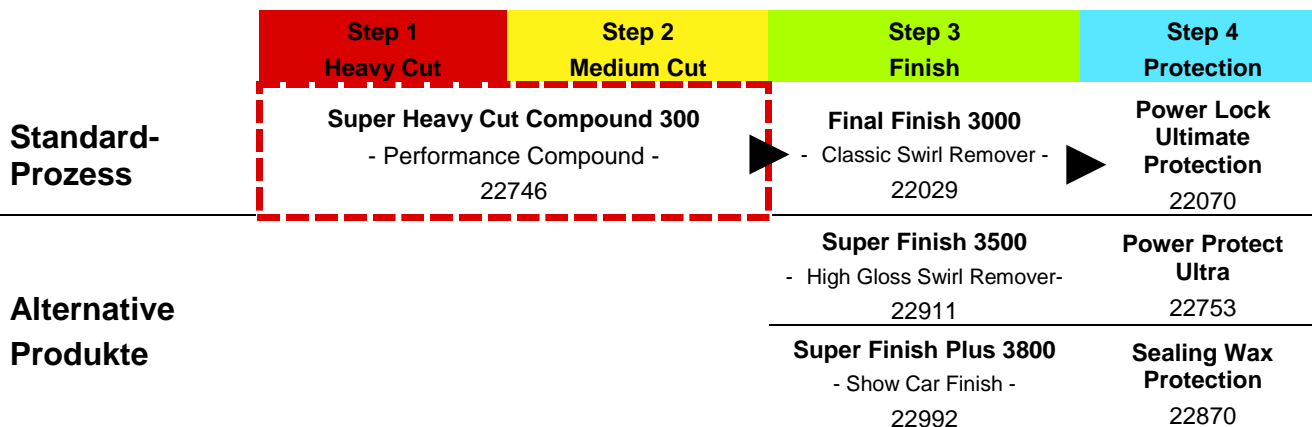 Step 1
Heavy Cut
Step 2
Medium Cut
Step 3
Finish
Step 4
Protection
Standard-
Prozess
Super Heavy Cut Compound 300
- Performance Compound -
22746
Final Finish 3000
- Classic Swirl Remover -
22029
Power Lock
Ultimate
Protection
22070
Alternative
Produkte
Super Finish 3500
- High Gloss Swirl Remover-
22911
Power Protect
Ultra
22753
Super Finish Plus 3800
- Show Car Finish -
22992
Sealing Wax
Protection
22870